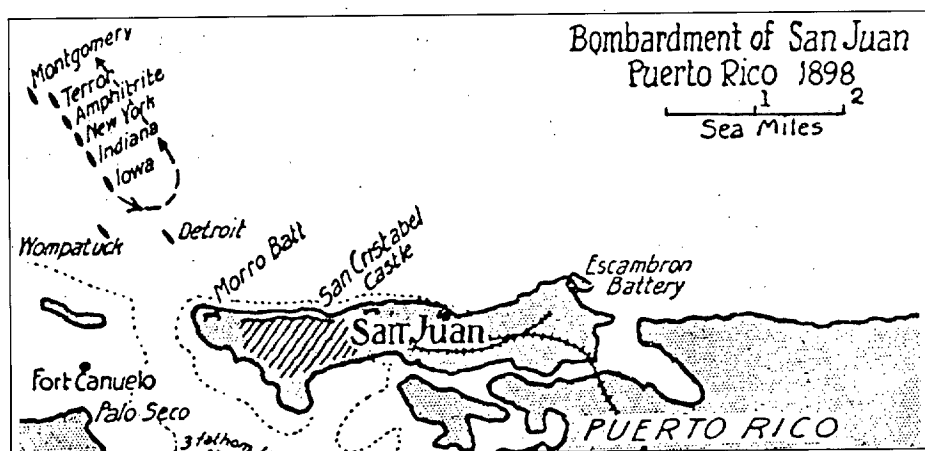 Bombardment of San Juan
Puerto Rico 1898
1 2
Sea Miles
Montgomery
Terror
Amphitrite
New York
Indiana
Iowa
Wompatuck
Detroit
Morro Batt
San Cristabel
Castle
Escambron
Battery
San Juan
Fort Canuelo
Palo Seco
3 fathom
PUERTO RICO